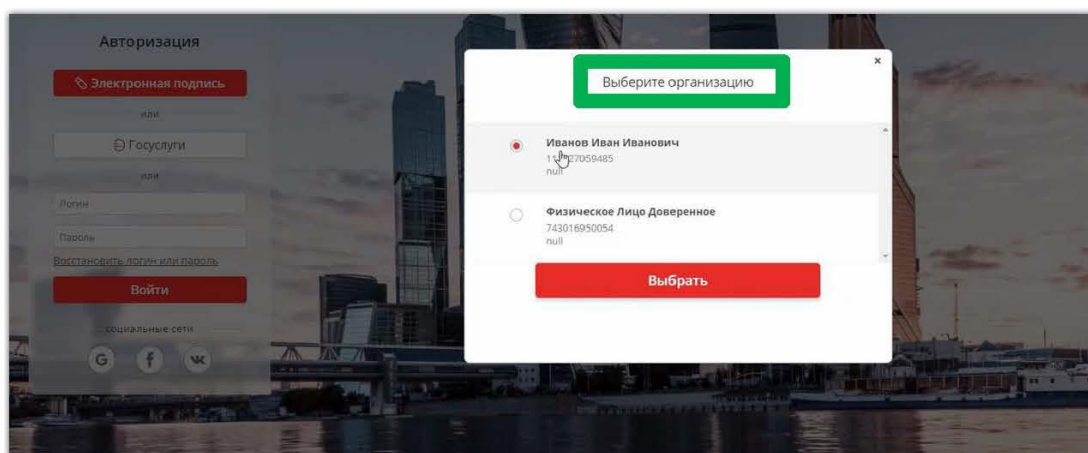 Авторизация
Электронная подпись
или
Госуслуги
или
Логин
Пароль
Восстановить логин или пароль
Войти
социальные сети
G f
Выберите организацию
×
Иванов Иван Иванович
null
Физическое Лицо Доверенное
743016950054
null
Выбрать